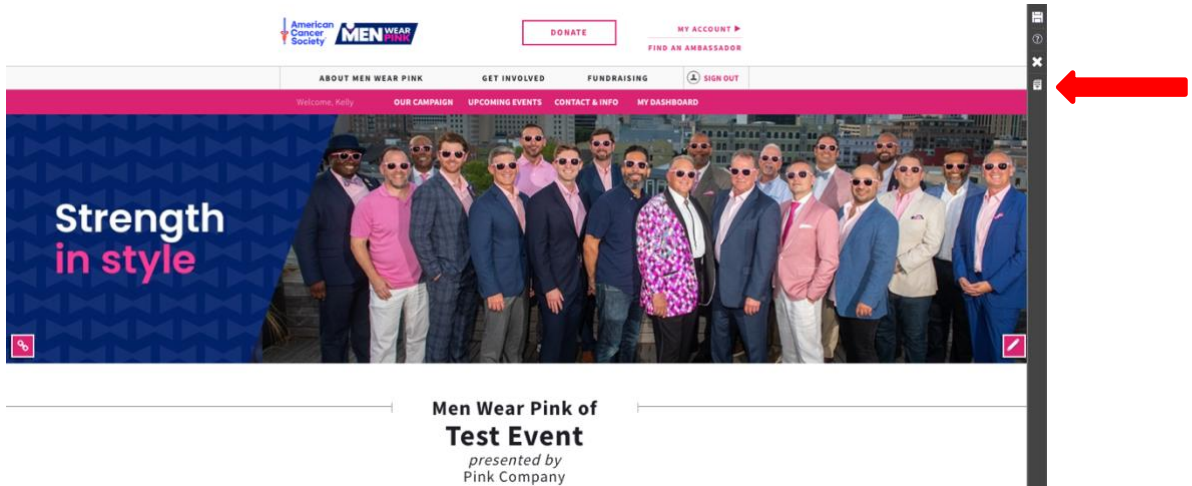 American
Cancer
Society
MEN WEAR
PINK
DONATE
MY ACCOUNT
FIND AN AMBASSADOR
ABOUT MEN WEAR PINK GET INVOLVED FUNDRAISING SIGN OUT
Welcome, Kelly OUR CAMPAIGN UPCOMING EVENTS CONTACT & INFO MY DASHBOARD
Strength
in style
Men Wear Pink of
Test Event
presented by
Pink Company